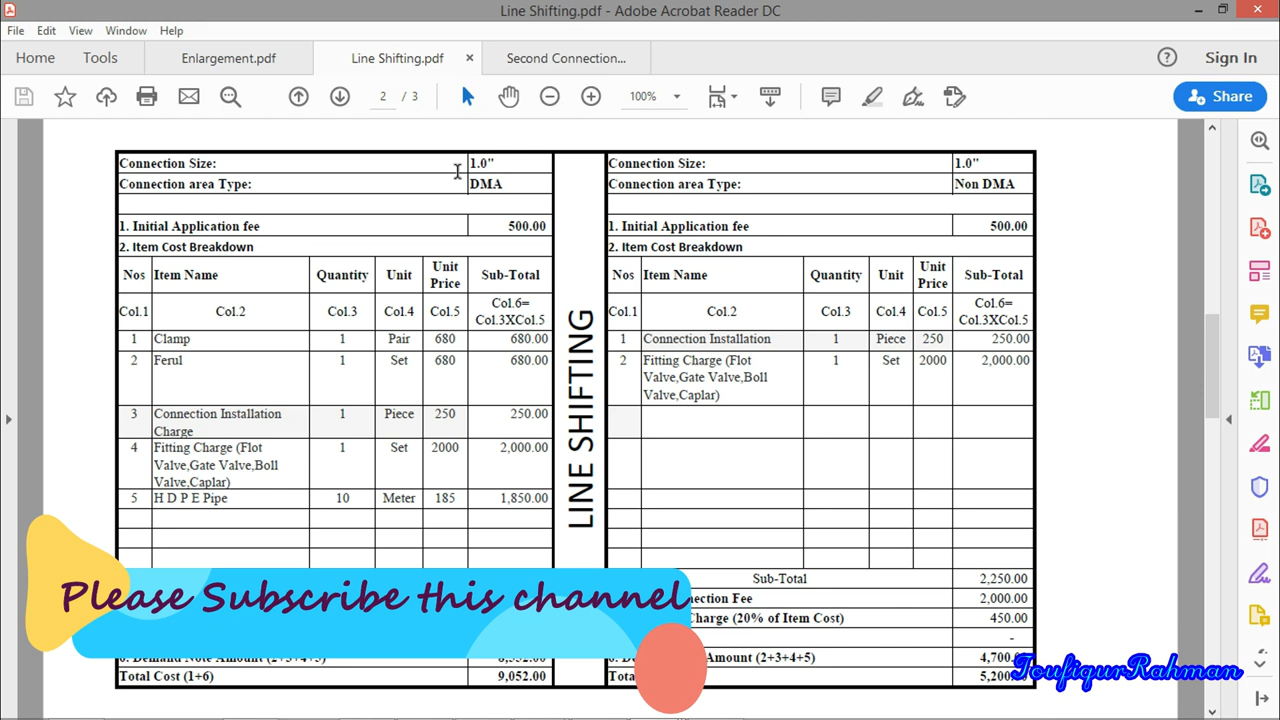 Line Shifting.pdf - Adobe Acrobat Reader DC
File Edit View Window Help
Home Tools Enlargement.pdf Line Shifting.pdf × Second Connection... Sign In
2 / 3 100% Share
Connection Size: 1.0"
Connection area Type: DMA
1. Initial Application fee 500.00
2. Item Cost Breakdown
Nos Item Name Quantity Unit Unit Price Sub-Total
Col.1 Col.2 Col.3 Col.4 Col.5 Col.6= Col.3XCol.5
1 Clamp 1 Pair 680 680.00
2 Ferul 1 Set 680 680.00
3 Connection Installation Charge 1 Piece 250 250.00
4 Fitting Charge (Flot Valve,Gate Valve,Boll Valve,Caplar) 1 Set 2000 2,000.00
5 H D P E Pipe 10 Meter 185 1,850.00
Total Cost (1+6) 9,052.00
LINE SHIFTING
Connection Size: 1.0"
Connection area Type: Non DMA
1. Initial Application fee 500.00
2. Item Cost Breakdown
Nos Item Name Quantity Unit Unit Price Sub-Total
Col.1 Col.2 Col.3 Col.4 Col.5 Col.6= Col.3XCol.5
1 Connection Installation 1 Piece 250 250.00
2 Fitting Charge (Flot Valve,Gate Valve,Boll Valve,Caplar) 1 Set 2000 2,000.00
Sub-Total 2,250.00
Fee 2,000.00
(20% of Item Cost) 450.00
-
Amount (2+3+4+5) 4,700.
5,200.
Please Subscribe this channel
ToufiqurRahman